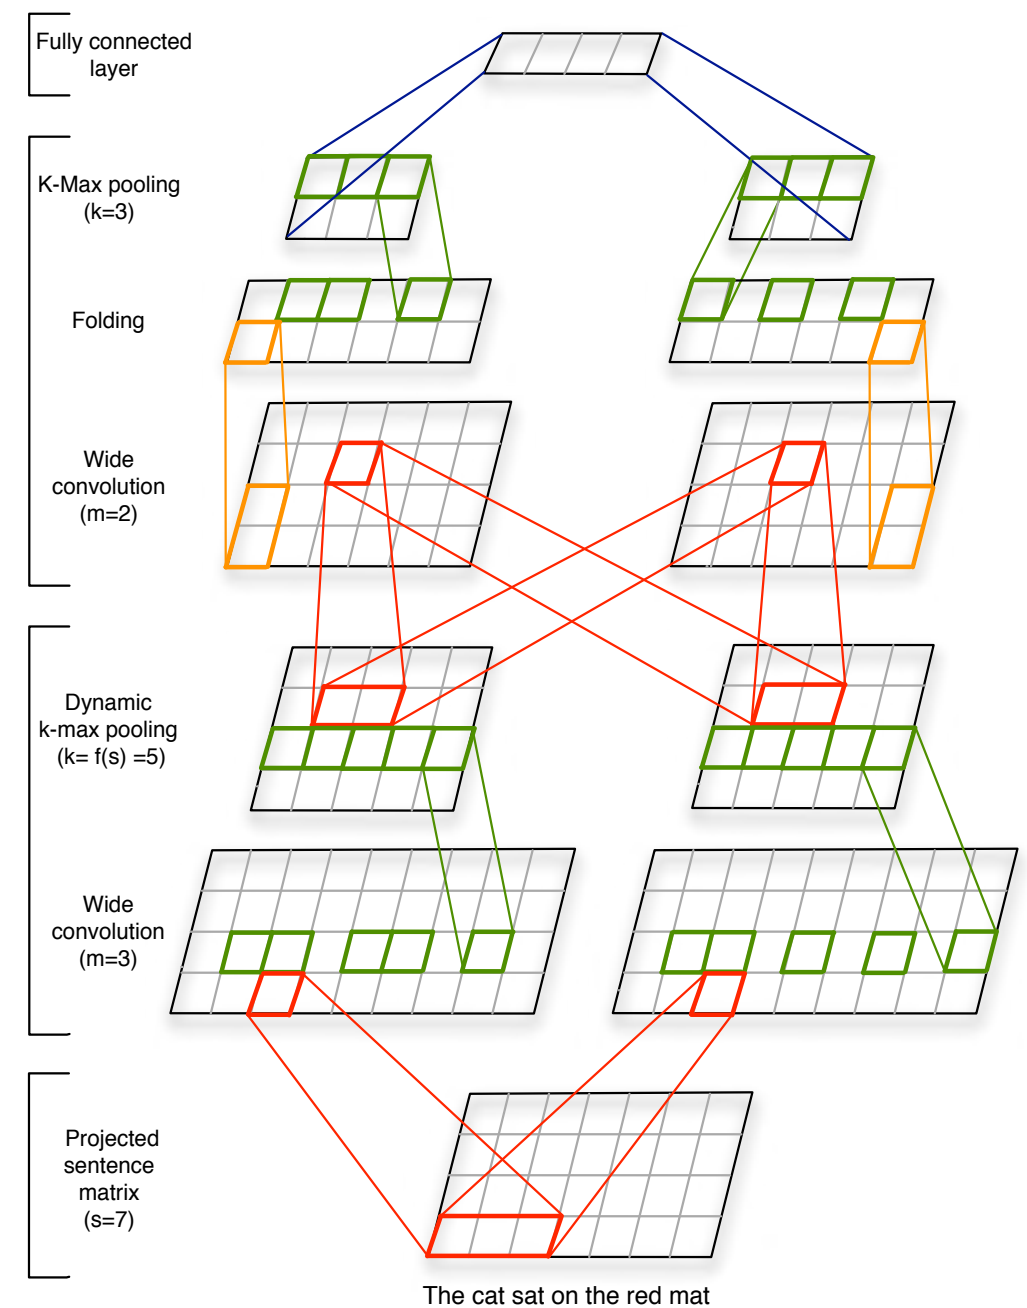 Fully connected
layer
K-Max pooling
(k=3)
Folding
Wide
convolution
(m=2)
Dynamic
k-max pooling
(k= f(s) =5)
Wide
convolution
(m=3)
Projected
sentence
matrix
(s=7)
The cat sat on the red mat